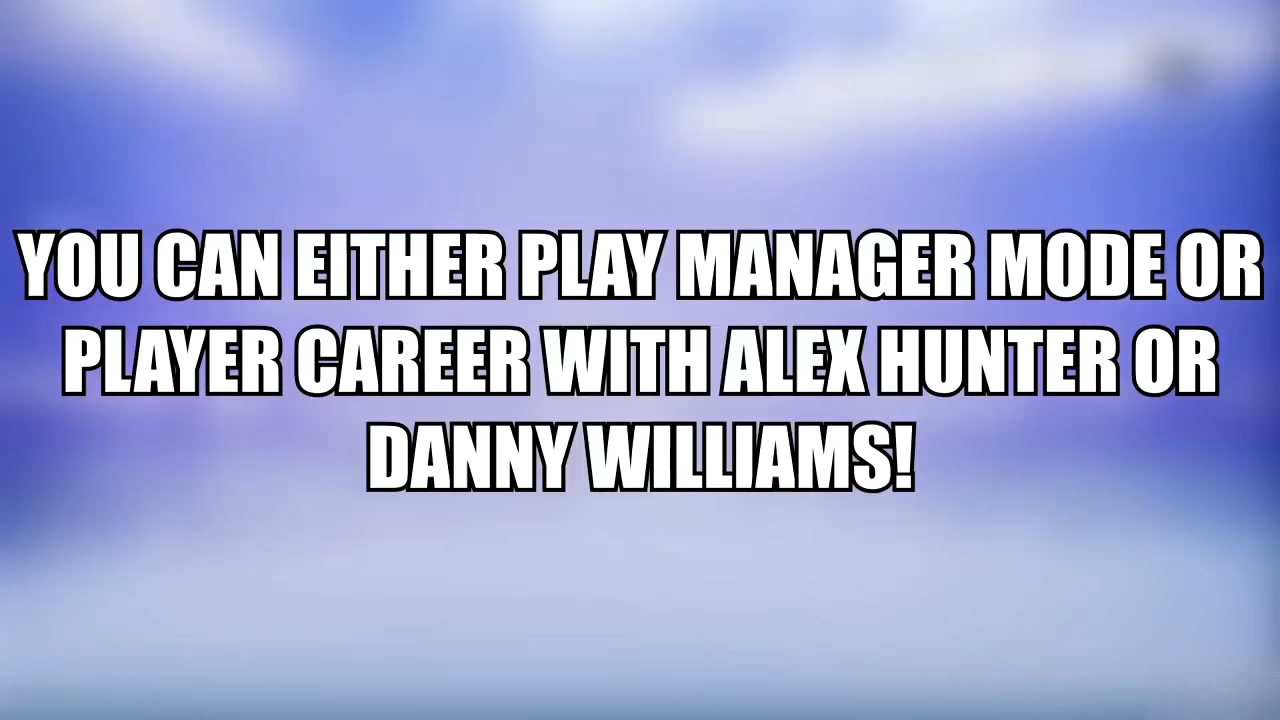 YOU CAN EITHER PLAY MANAGER MODE OR
PLAYER CAREER WITH ALEX HUNTER OR
DANNY WILLIAMS!